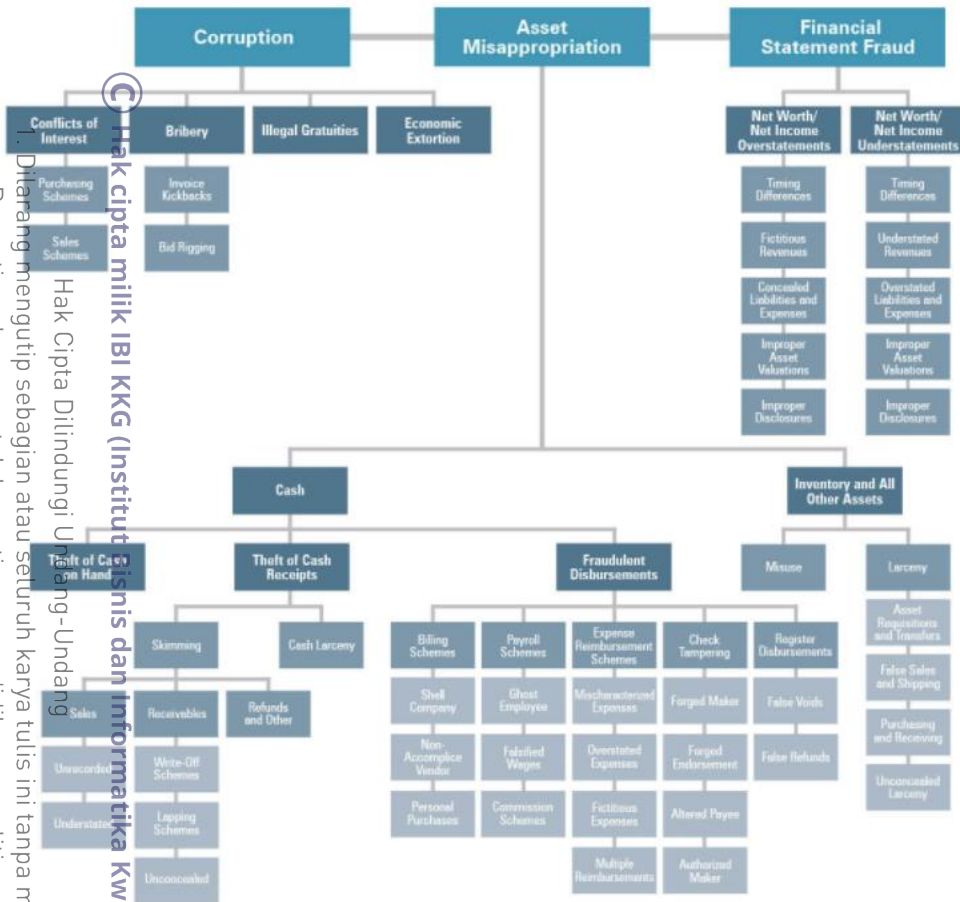 Corruption
Asset
Misappropriation
Financial
Statement Fraud
Conflicts of
Interest
Bribery
Illegal Gratuities
Economic
Extortion
Net Worth/
Net Income
Overstatements
Net Worth/
Net Income
Understatements
Purchasing
Schemes
Invoice
Kickbacks
Timing
Differences
Timing
Differences
Sales
Schemes
Bid Rigging
Fictitious
Revenues
Understated
Revenues
Concealed
Liabilities and
Expenses
Overstated
Liabilities and
Expenses
Improper
Asset
Valuations
Improper
Asset
Valuations
Improper
Disclosures
Improper
Disclosures
Cash
Inventory and All
Other Assets
Theft of Cash
on Hand
Theft of Cash
Receipts
Fraudulent
Disbursements
Misuse
Larceny
Skimming
Cash Larceny
Billing
Schemes
Payroll
Schemes
Expense
Reimbursement
Schemes
Check
Tampering
Register
Disbursements
Asset
Requisitions
and Transfers
Sales
Receivables
Refunds
and Other
Shell
Company
Ghost
Employee
Mischaracterized
Expenses
Forged Maker
False Voids
False Sales
and Shipping
Unrecorded
Write-Off
Schemes
Non-
Accomplice
Vendor
Falsified
Wages
Overstated
Expenses
Forged
Endorsement
False Refunds
Purchasing
and Receiving
Understated
Lapping
Schemes
Personal
Purchases
Commission
Schemes
Fictitious
Expenses
Altered Payee
Unconcealed
Larceny
Unconcealed
Multiple
Reimbursements
Authorized
Maker
© Hak cipta milik IBI KKG (Institut Bisnis dan Informatika Kw
Hak Cipta Dilindungi Undang-Undang
1. Dilarang mengutip sebagian atau seluruh karya tulis ini tanpa m